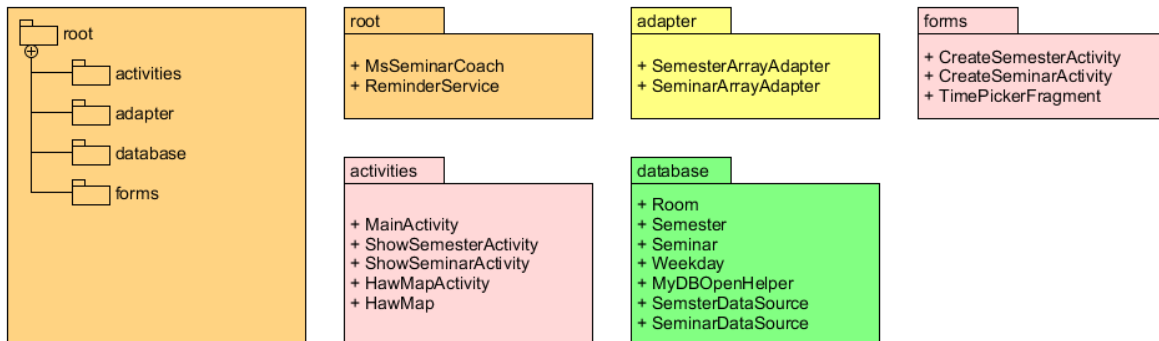 root
activities
adapter
database
forms
root
+ MsSeminarCoach
+ ReminderService
adapter
+ SemesterArrayAdapter
+ SeminarArrayAdapter
forms
+ CreateSemesterActivity
+ CreateSeminarActivity
+ TimePickerFragment
activities
+ MainActivity
+ ShowSemesterActivity
+ ShowSeminarActivity
+ HawMapActivity
+ HawMap
database
+ Room
+ Semester
+ Seminar
+ Weekday
+ MyDBOpenHelper
+ SemsterDataSource
+ SeminarDataSource